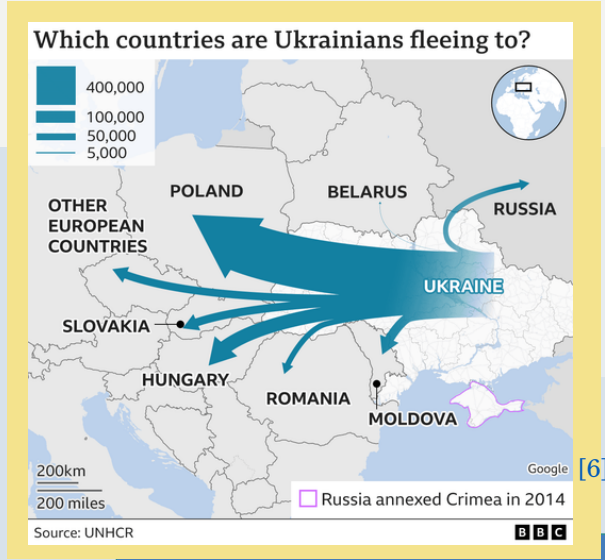 Which countries are Ukrainians fleeing to?
400,000
100,000
50,000
5,000
POLAND
BELARUS
RUSSIA
OTHER
EUROPEAN
COUNTRIES
UKRAINE
SLOVAKIA
HUNGARY
ROMANIA
MOLDOVA
200km
200 miles
Google
[6]
Russia annexed Crimea in 2014
Source: UNHCR
BBC